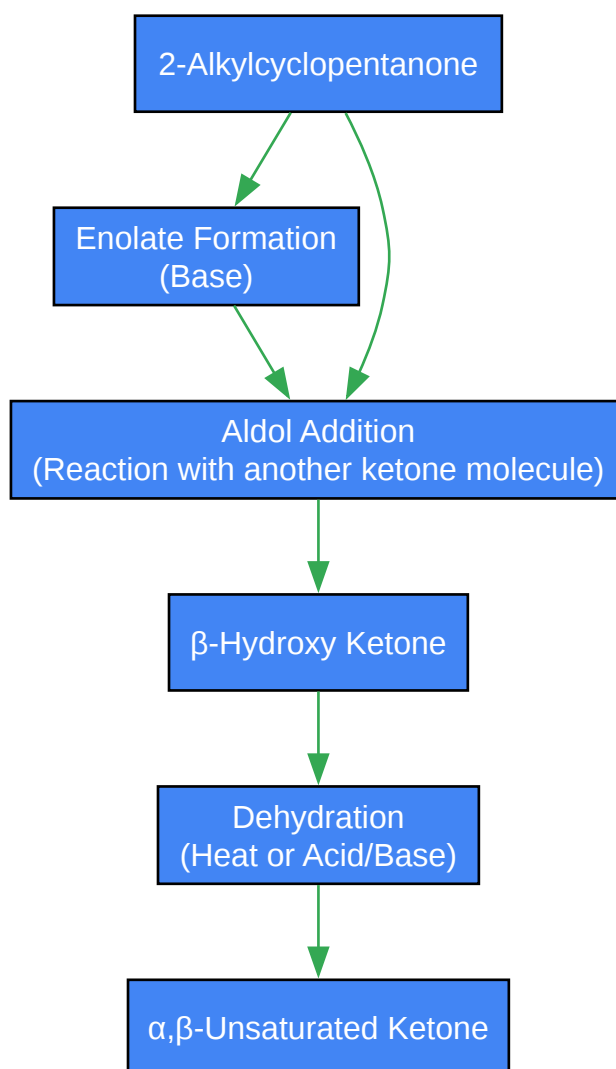 2-Alkylcyclopentanone
Enolate Formation
(Base)
Aldol Addition
(Reaction with another ketone molecule)
β-Hydroxy Ketone
Dehydration
(Heat or Acid/Base)
α,β-Unsaturated Ketone